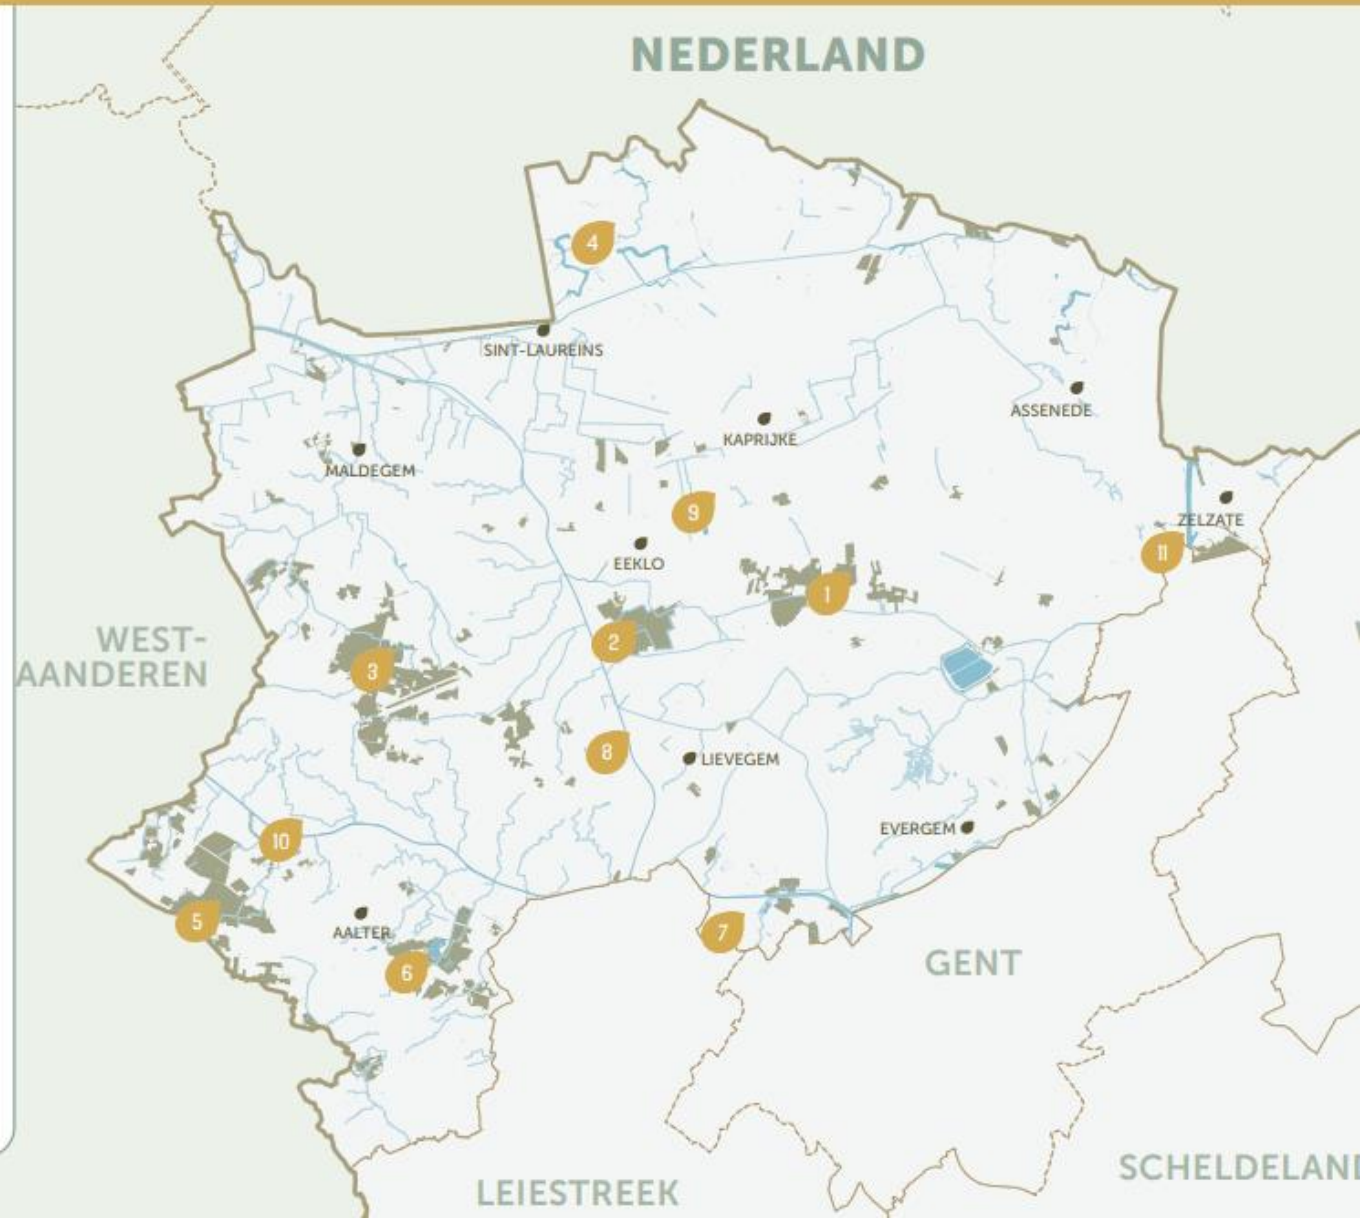 NEDERLAND
4
SINT-LAUREINS
ASSENEDE
KAPRIJKE
MALDEGEM
9
ZELZATE
11
EEKLO
1
2
WEST-
AANDEREN
3
8
LIEVEGEM
EVERGEM
10
5
AALTER
7
6
GENT
SCHELDELAND
LEIESTREEK